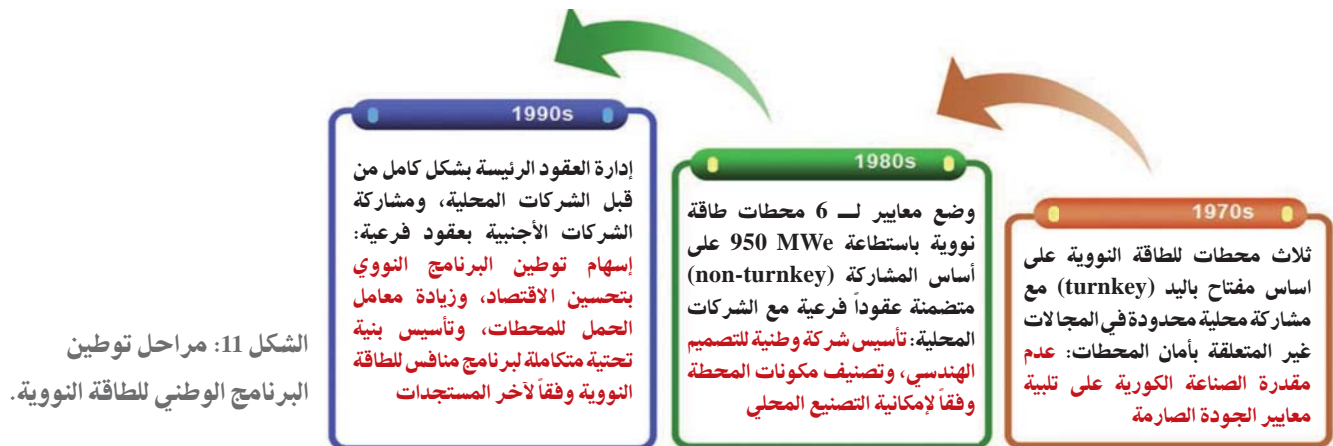 1970s
ثلاث محطات للطاقة النووية على
اساس مفتاح باليد (turnkey) مع
مشاركة محلية محدودة في المجالات
غير المتعلقة بأمان المحطات: عدم
مقدرة الصناعة الكورية على تلبية
معايير الجودة الصارمة
1980s
وضع معايير لـــ 6 محطات طاقة
نووية باستطاعة 950 MWe على
أساس المشاركة (non-turnkey)
متضمنة عقوداً فرعية مع الشركات
المحلية: تأسيس شركة وطنية للتصميم
الهندسي، وتصنيف مكونات المحطة
وفقاً لإمكانية التصنيع المحلي
1990s
إدارة العقود الرئيسة بشكل كامل من
قبل الشركات المحلية، ومشاركة
الشركات الأجنبية بعقود فرعية:
إسهام توطين البرنامج النووي
بتحسين الاقتصاد، وزيادة معامل
الحمل للمحطات، وتأسيس بنية
تحتية متكاملة لبرنامج منافس للطاقة
النووية وفقاً لآخر المستجدات
الشكل 11: مراحل توطين
البرنامج الوطني للطاقة النووية.